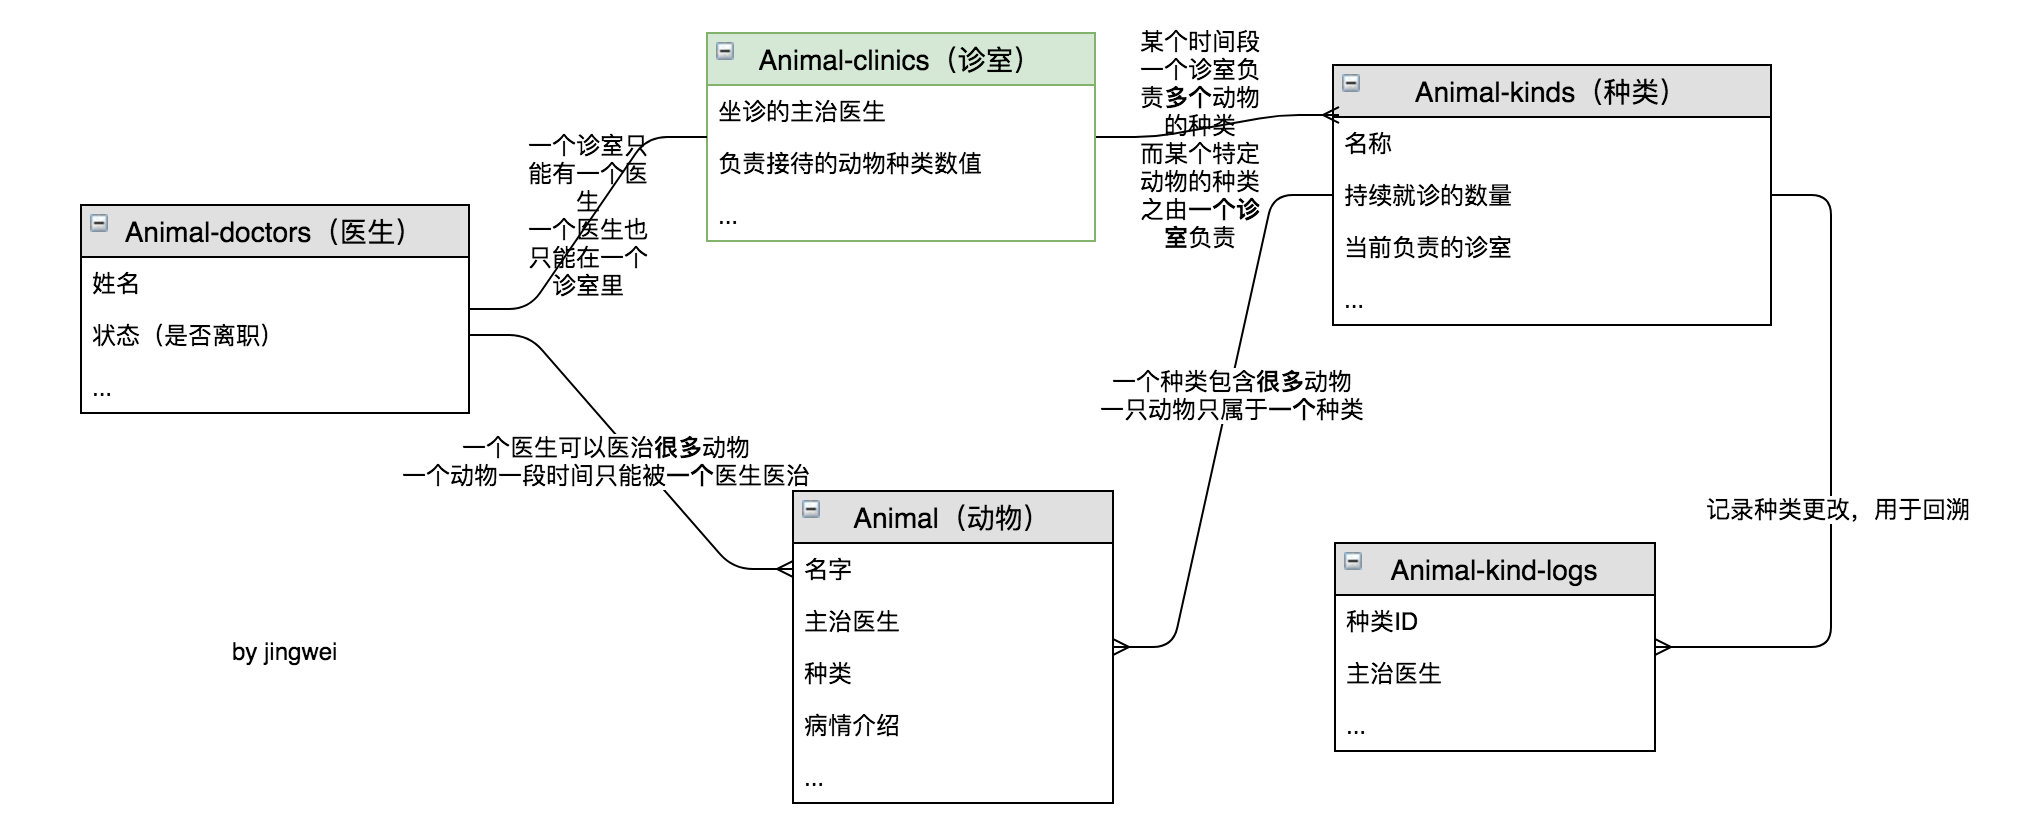 Animal-clinics（诊室）
坐诊的主治医生
负责接待的动物种类数值
...
某个时间段
一个诊室负
责多个动物
的种类
而某个特定
动物的种类
之由一个诊
室负责
Animal-kinds（种类）
名称
持续就诊的数量
当前负责的诊室
...
一个诊室只
能有一个医
生
一个医生也
只能在一个
诊室里
Animal-doctors（医生）
姓名
状态（是否离职）
...
一个种类包含很多动物
一只动物只属于一个种类
一个医生可以医治很多动物
一个动物一段时间只能被一个医生医治
Animal（动物）
名字
主治医生
种类
病情介绍
...
记录种类更改，用于回溯
Animal-kind-logs
种类ID
主治医生
...
by jingwei